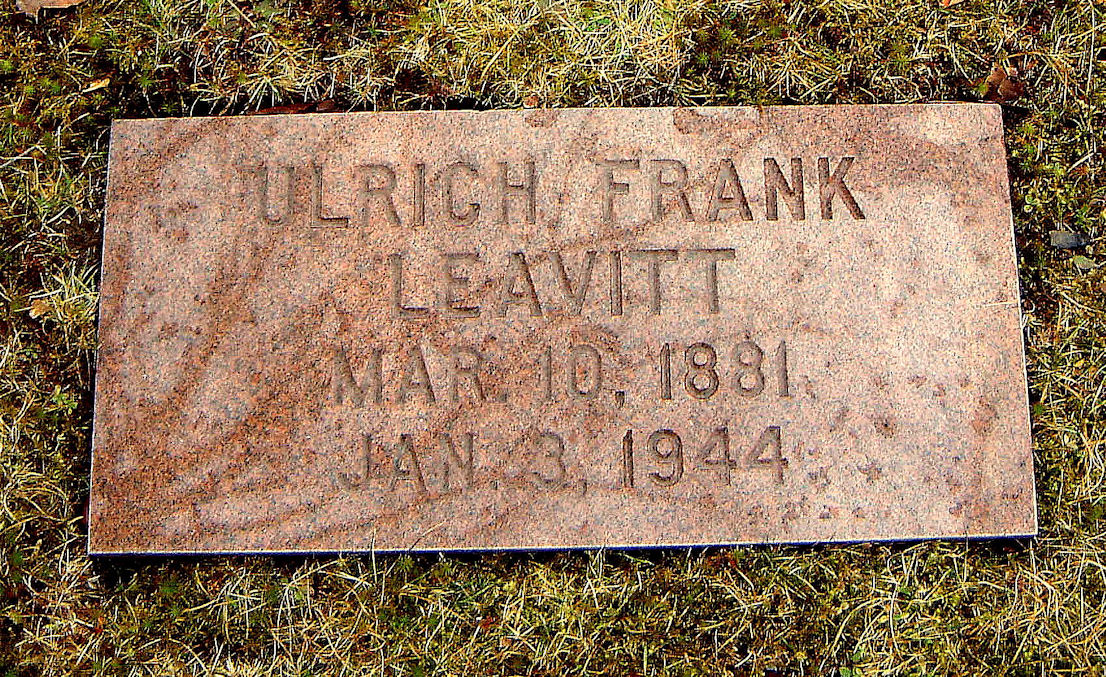 ULRICH FRANK
LEAVITT
MAR. 10, 1881
JAN. 3, 1944